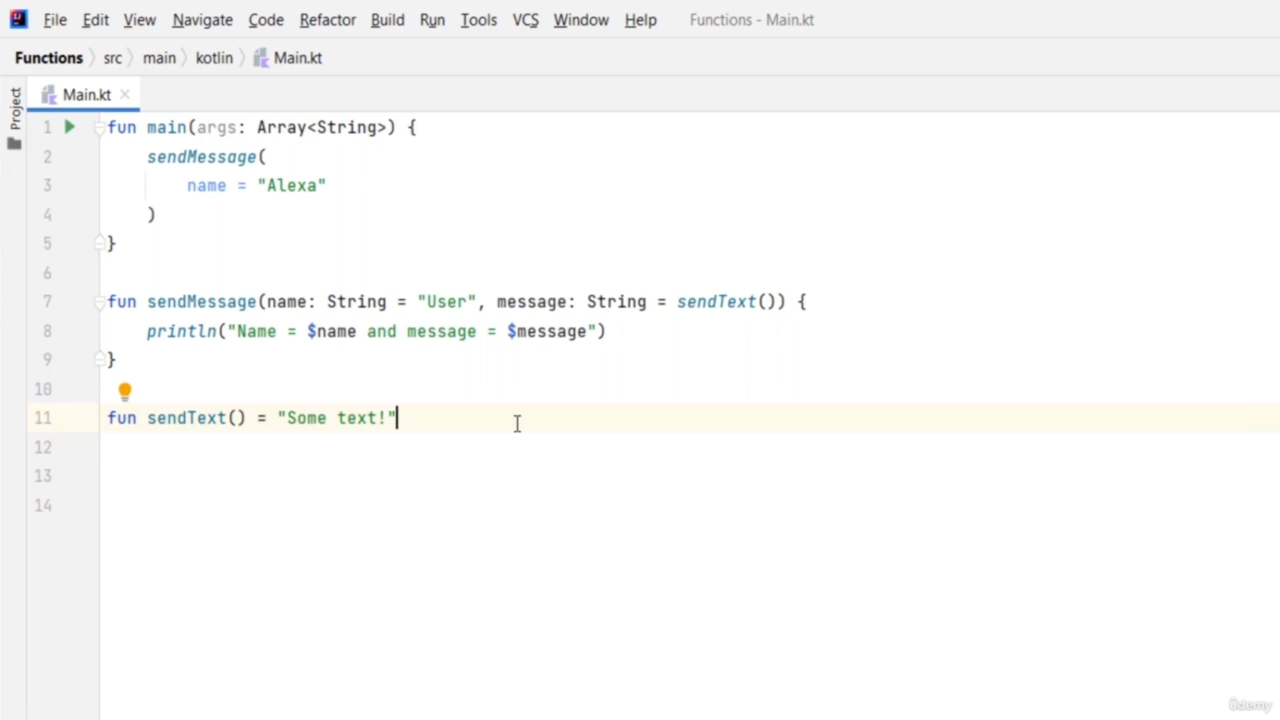 File Edit View Navigate Code Refactor Build Run Tools VCS Window Help Functions - Main.kt
Functions src main kotlin Main.kt
Project
Main.kt
1 fun main(args: Array<String>) {
2     sendMessage(
3         name = "Alexa"
4     )
5 }
6
7 fun sendMessage(name: String = "User", message: String = sendText()) {
8     println("Name = $name and message = $message")
9 }
10
11 fun sendText() = "Some text!"
12
13
14
ûdemy